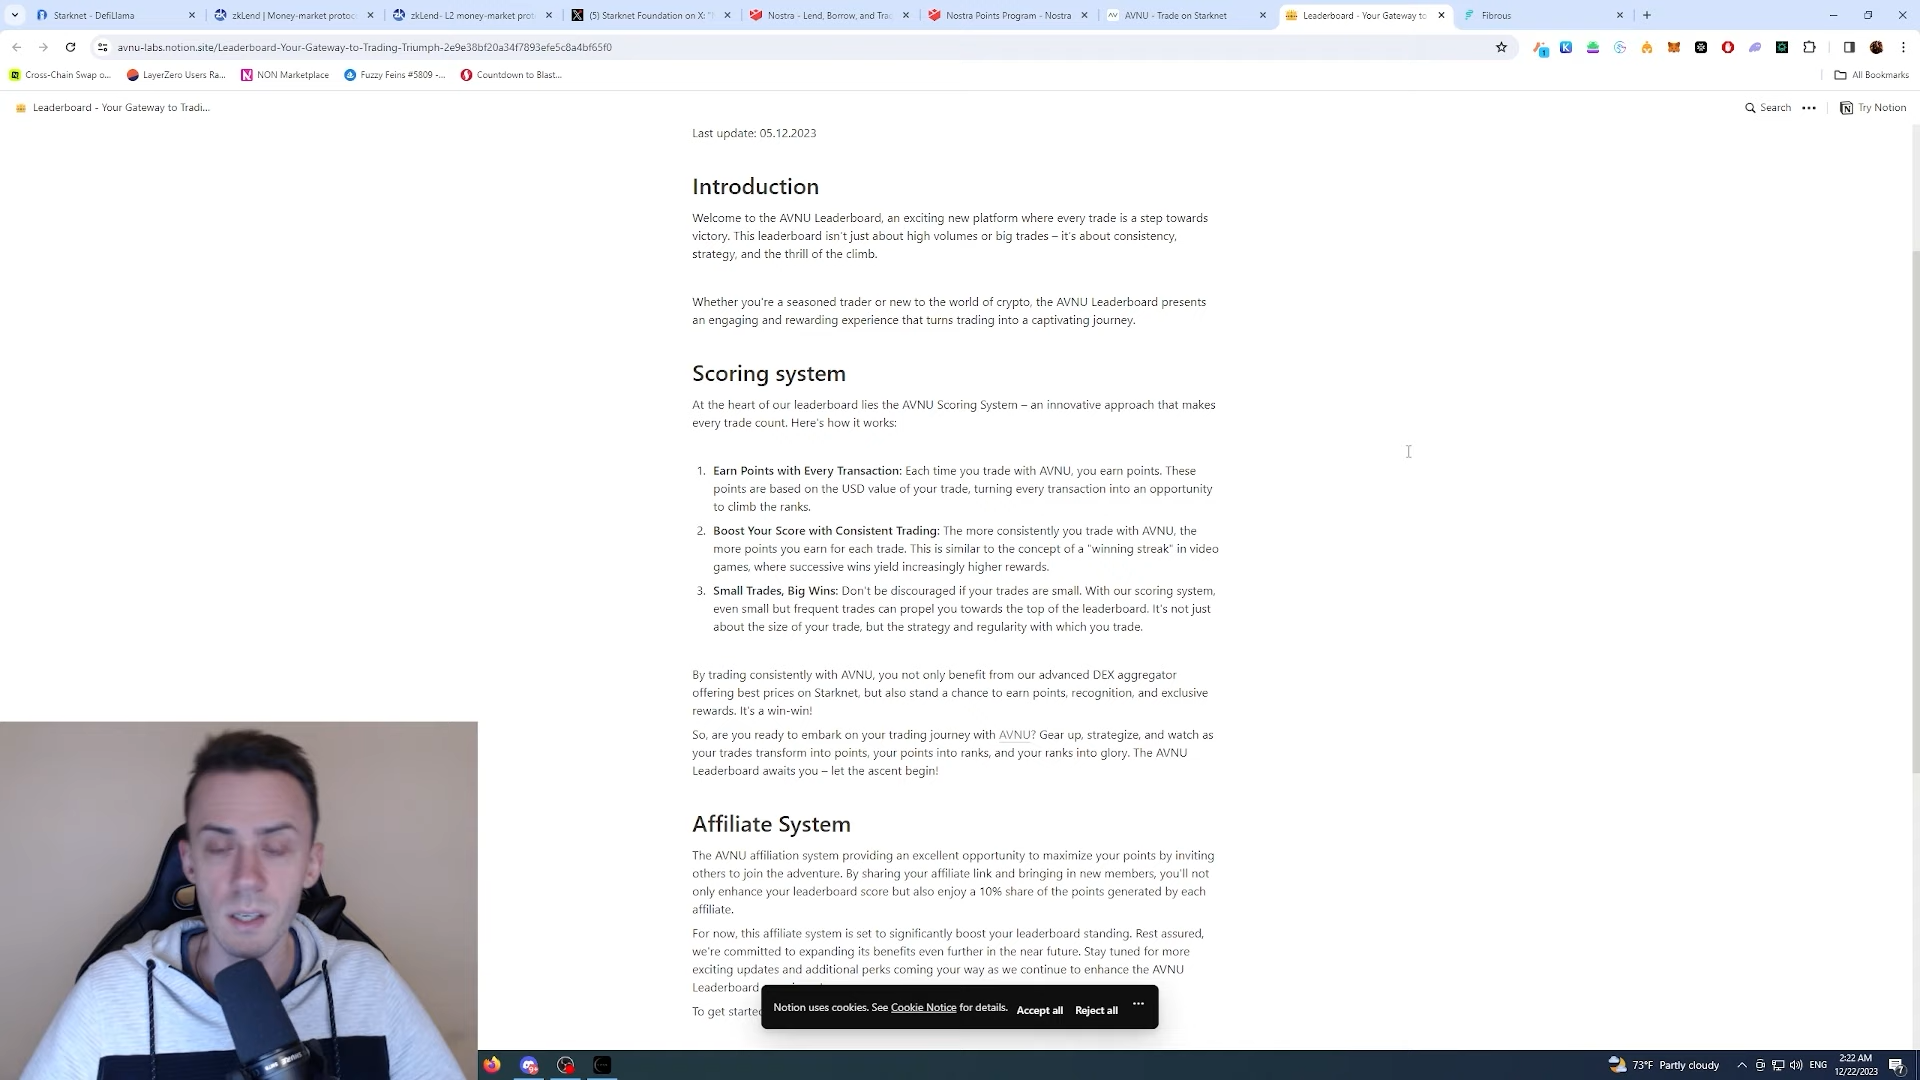 Starknet - DefiLlama
zkLend | Money-market protoc
zkLend- L2 money-market prot
(5) Starknet Foundation on X: "
Nostra - Lend, Borrow, and Trad
Nostra Points Program - Nostra
AVNU - Trade on Starknet
Leaderboard - Your Gateway to
Fibrous
avnu-labs.notion.site/Leaderboard-Your-Gateway-to-Trading-Triumph-2e9e38bf20a34f7893efe5c8a4bf65f0
Cross-Chain Swap o...
LayerZero Users Ra...
NON Marketplace
Fuzzy Feins #5809 -...
Countdown to Blast...
All Bookmarks
Leaderboard - Your Gateway to Tradi...
Search
Try Notion
Last update: 05.12.2023
Introduction
Welcome to the AVNU Leaderboard, an exciting new platform where every trade is a step towards
victory. This leaderboard isn't just about high volumes or big trades – it's about consistency,
strategy, and the thrill of the climb.
Whether you're a seasoned trader or new to the world of crypto, the AVNU Leaderboard presents
an engaging and rewarding experience that turns trading into a captivating journey.
Scoring system
At the heart of our leaderboard lies the AVNU Scoring System – an innovative approach that makes
every trade count. Here's how it works:
1. Earn Points with Every Transaction: Each time you trade with AVNU, you earn points. These
points are based on the USD value of your trade, turning every transaction into an opportunity
to climb the ranks.
2. Boost Your Score with Consistent Trading: The more consistently you trade with AVNU, the
more points you earn for each trade. This is similar to the concept of a "winning streak" in video
games, where successive wins yield increasingly higher rewards.
3. Small Trades, Big Wins: Don't be discouraged if your trades are small. With our scoring system,
even small but frequent trades can propel you towards the top of the leaderboard. It's not just
about the size of your trade, but the strategy and regularity with which you trade.
By trading consistently with AVNU, you not only benefit from our advanced DEX aggregator
offering best prices on Starknet, but also stand a chance to earn points, recognition, and exclusive
rewards. It's a win-win!
So, are you ready to embark on your trading journey with AVNU? Gear up, strategize, and watch as
your trades transform into points, your points into ranks, and your ranks into glory. The AVNU
Leaderboard awaits you – let the ascent begin!
Affiliate System
The AVNU affiliation system providing an excellent opportunity to maximize your points by inviting
others to join the adventure. By sharing your affiliate link and bringing in new members, you'll not
only enhance your leaderboard score but also enjoy a 10% share of the points generated by each
affiliate.
For now, this affiliate system is set to significantly boost your leaderboard standing. Rest assured,
we're committed to expanding its benefits even further in the near future. Stay tuned for more
exciting updates and additional perks coming your way as we continue to enhance the AVNU
Leaderboard
To get started
Notion uses cookies. See Cookie Notice for details.
Accept all
Reject all
73°F Partly cloudy
ENG
2:22 AM
12/22/2023
7